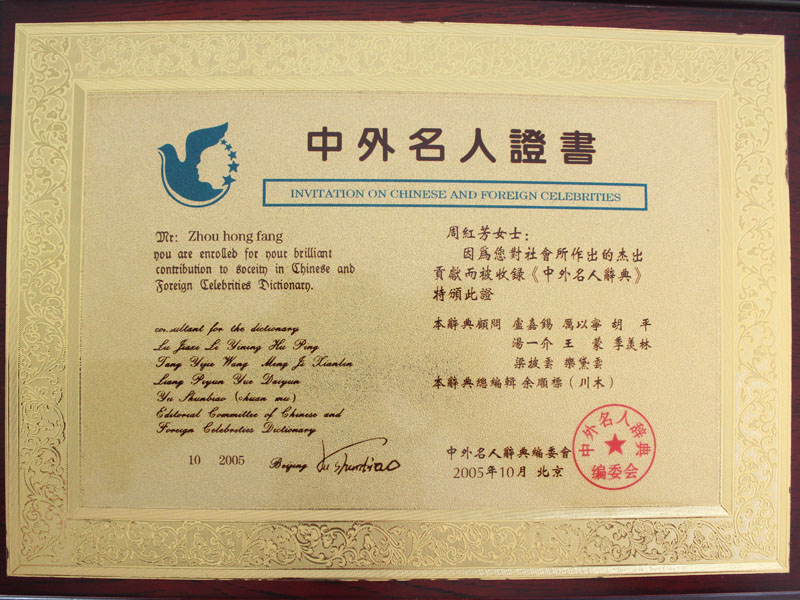 中外名人證書
INVITATION ON CHINESE AND FOREIGN CELEBRITIES
Mr: Zhou hong fang
you are enrolled for your brilliant
contribution to soceity in Chinese and
Foreign Celebrities Dictionary.
consultant for the dictionary
Lu Jiaxi Li Yining Hu Ping
Tang Yijie Wang Meng Ji Xianlin
Liang Piyun Yue Daiyun
Yu Shunbiao (chuan mu)
Editorial Committee of Chinese and
Foreign Celebreties Dictionary
10 2005 Beijing Yu Shunbiao
周紅芳女士：
因爲您對社會所作出的杰出
貢獻而被收録《中外名人辭典》
特頒此證
本辭典顧問 盧嘉錫 厲以寧 胡 平
湯一介 王 蒙 季羨林
梁披雲 樂黛雲
本辭典總編輯 余順標（川木）
中外名人辭典編委會
2005年10月 北京
中外名人辞典
编委会